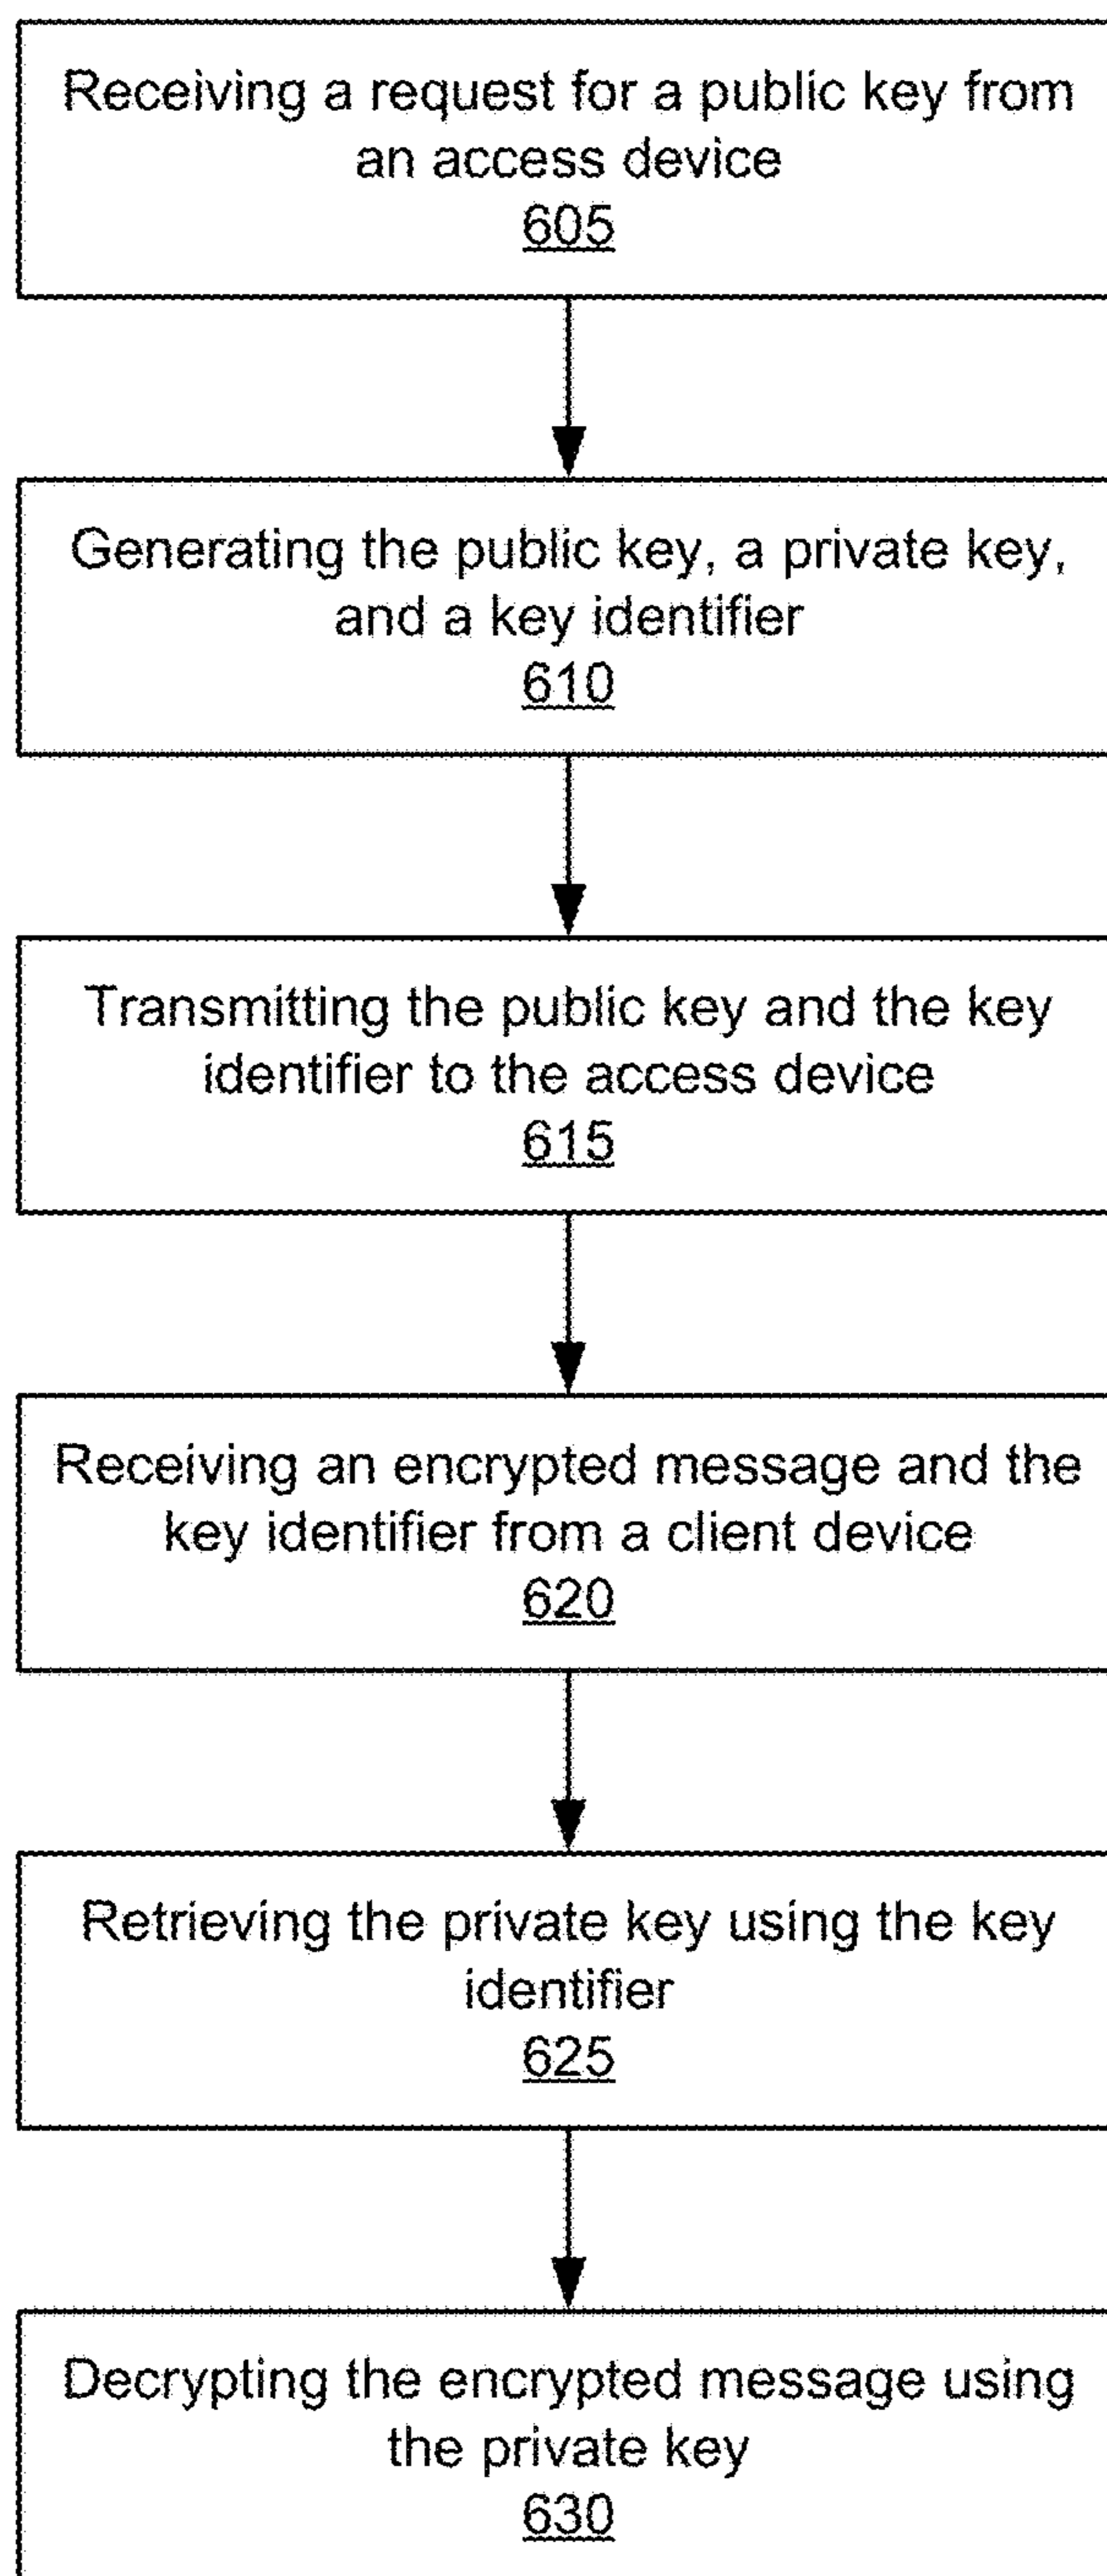 Receiving a request for a public key from
an access device
605
Generating the public key, a private key,
and a key identifier
610
Transmitting the public key and the key
identifier to the access device
615
Receiving an encrypted message and the
key identifier from a client device
620
Retrieving the private key using the key
identifier
625
Decrypting the encrypted message using
the private key
630